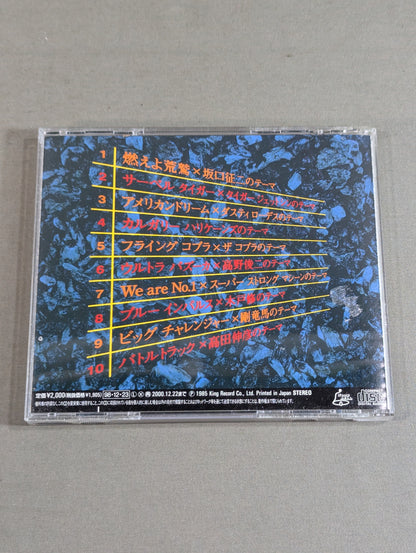 1 燃えよ荒鷲×坂口征二のテーマ
2 サーベル タイガー×タイガー ジェット シンのテーマ
3 アメリカンドリーム×ダスティ ローデスのテーマ
4 カルガリー ハリケーンズのテーマ
5 フライング コブラ×ザ コブラのテーマ
6 ウルトラ バズーカ×高野俊二のテーマ
7 We are No.1×スーパー ストロング マシーンのテーマ
8 ブルー インパルス×木戸修のテーマ
9 ビッグ チャレンジャー×剛竜馬のテーマ
10 バトルトラック×高田伸彦のテーマ
定価¥2,000(税抜価格¥1,905) 98・12・23 Ⓛ Ⓧ 2000.12.22まで Ⓟ 1985 King Record Co., Ltd. Printed in Japan STEREO